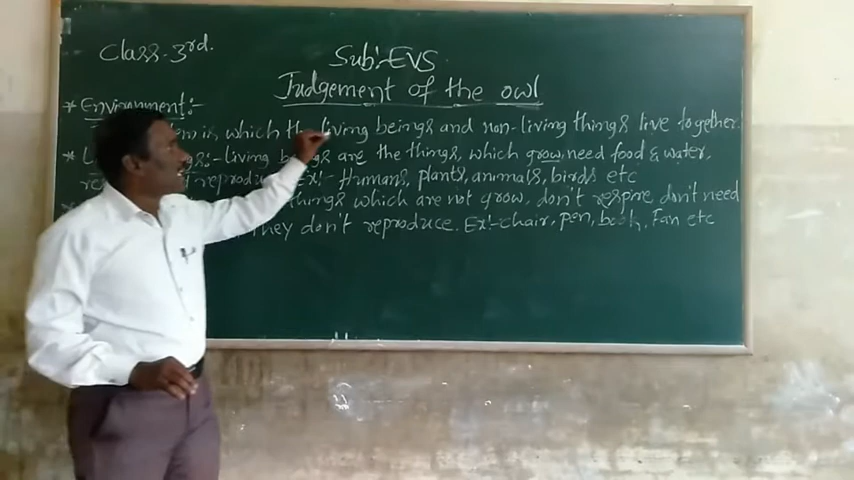 Class-3rd.
Sub:-EVS
Judgement of the owl
* Environment:-
is, which the living beings and non-living things live together.
* :-living beings are the things, which grow, need food & water,
reproduce. Ex:- Humans, plants, animals, birds etc
things which are not grow, don't respire, don't need
They don't reproduce. Ex:-chair, pen, book, Fan etc